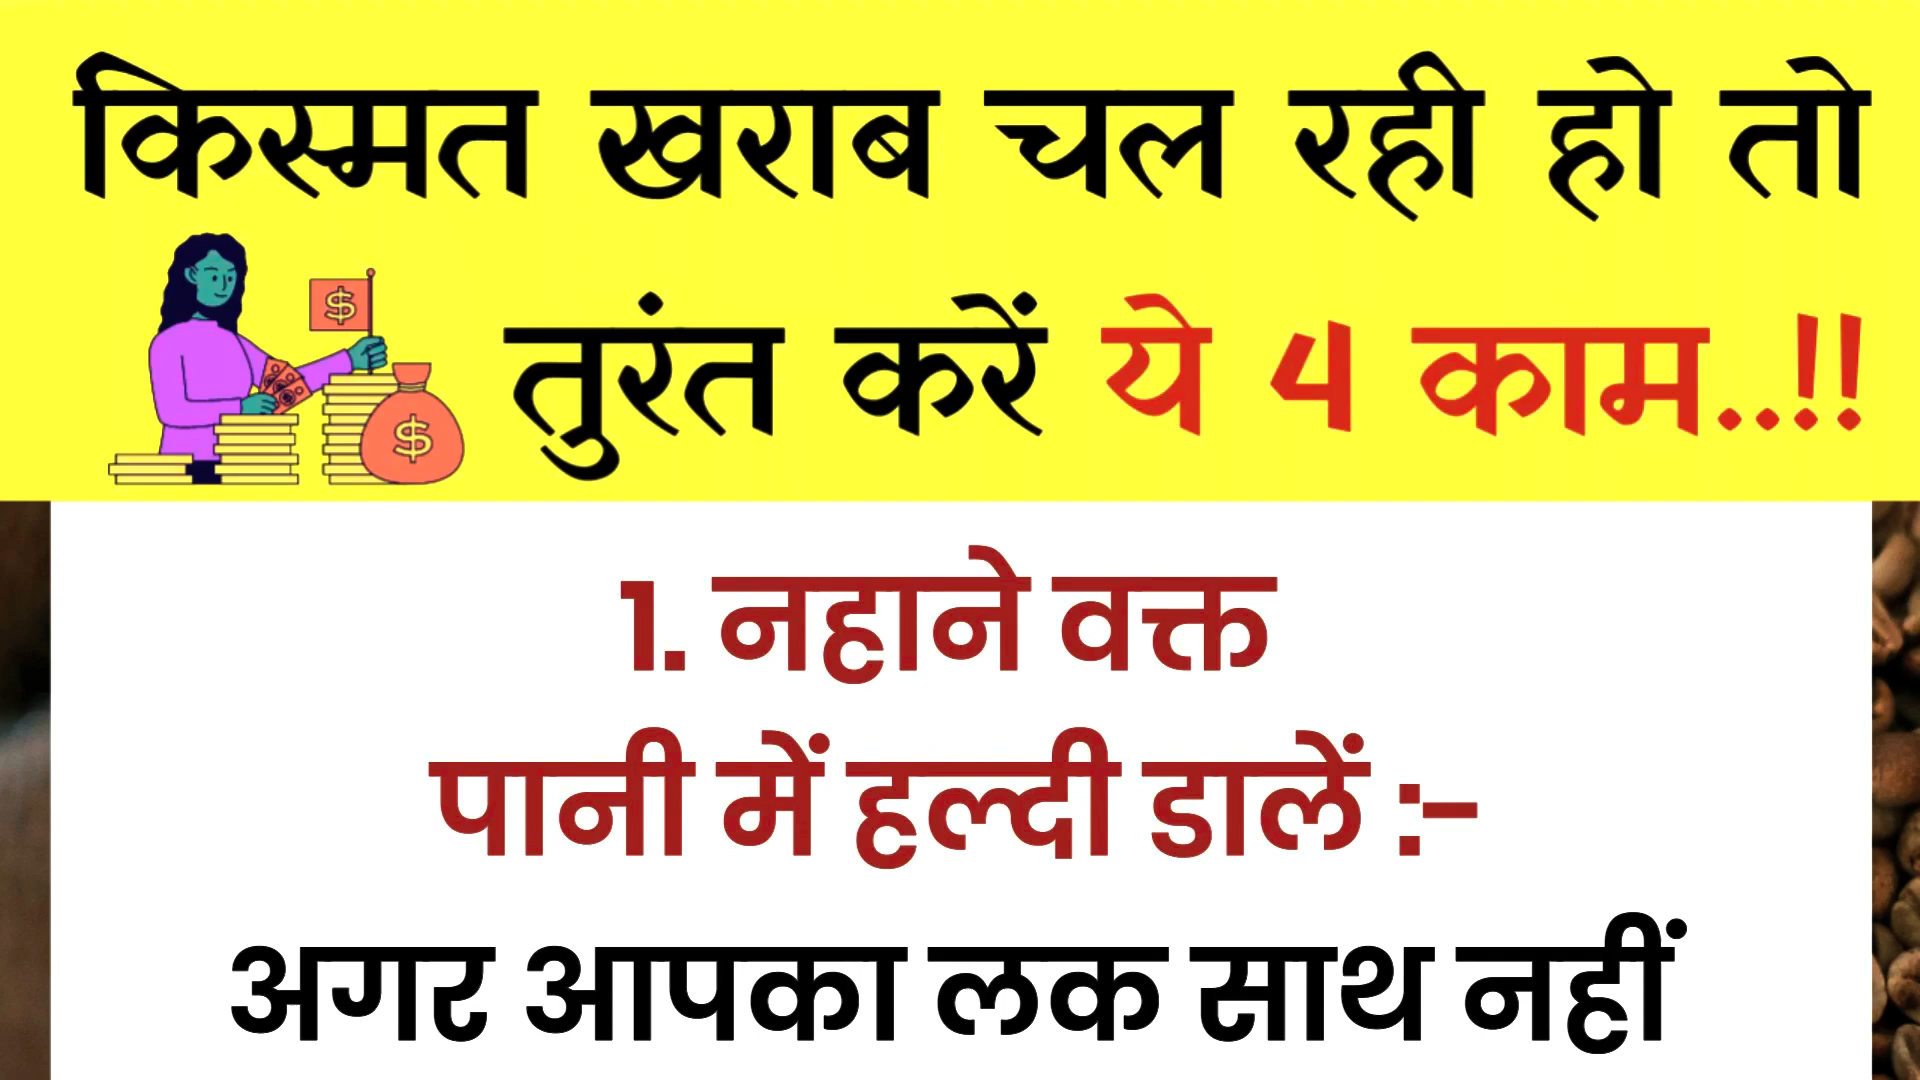 किस्मत खराब चल रही हो तो
तुरंत करें ये 4 काम..!!
$
$
1. नहाने वक्त
पानी में हल्दी डालें :-
अगर आपका लक साथ नहीं